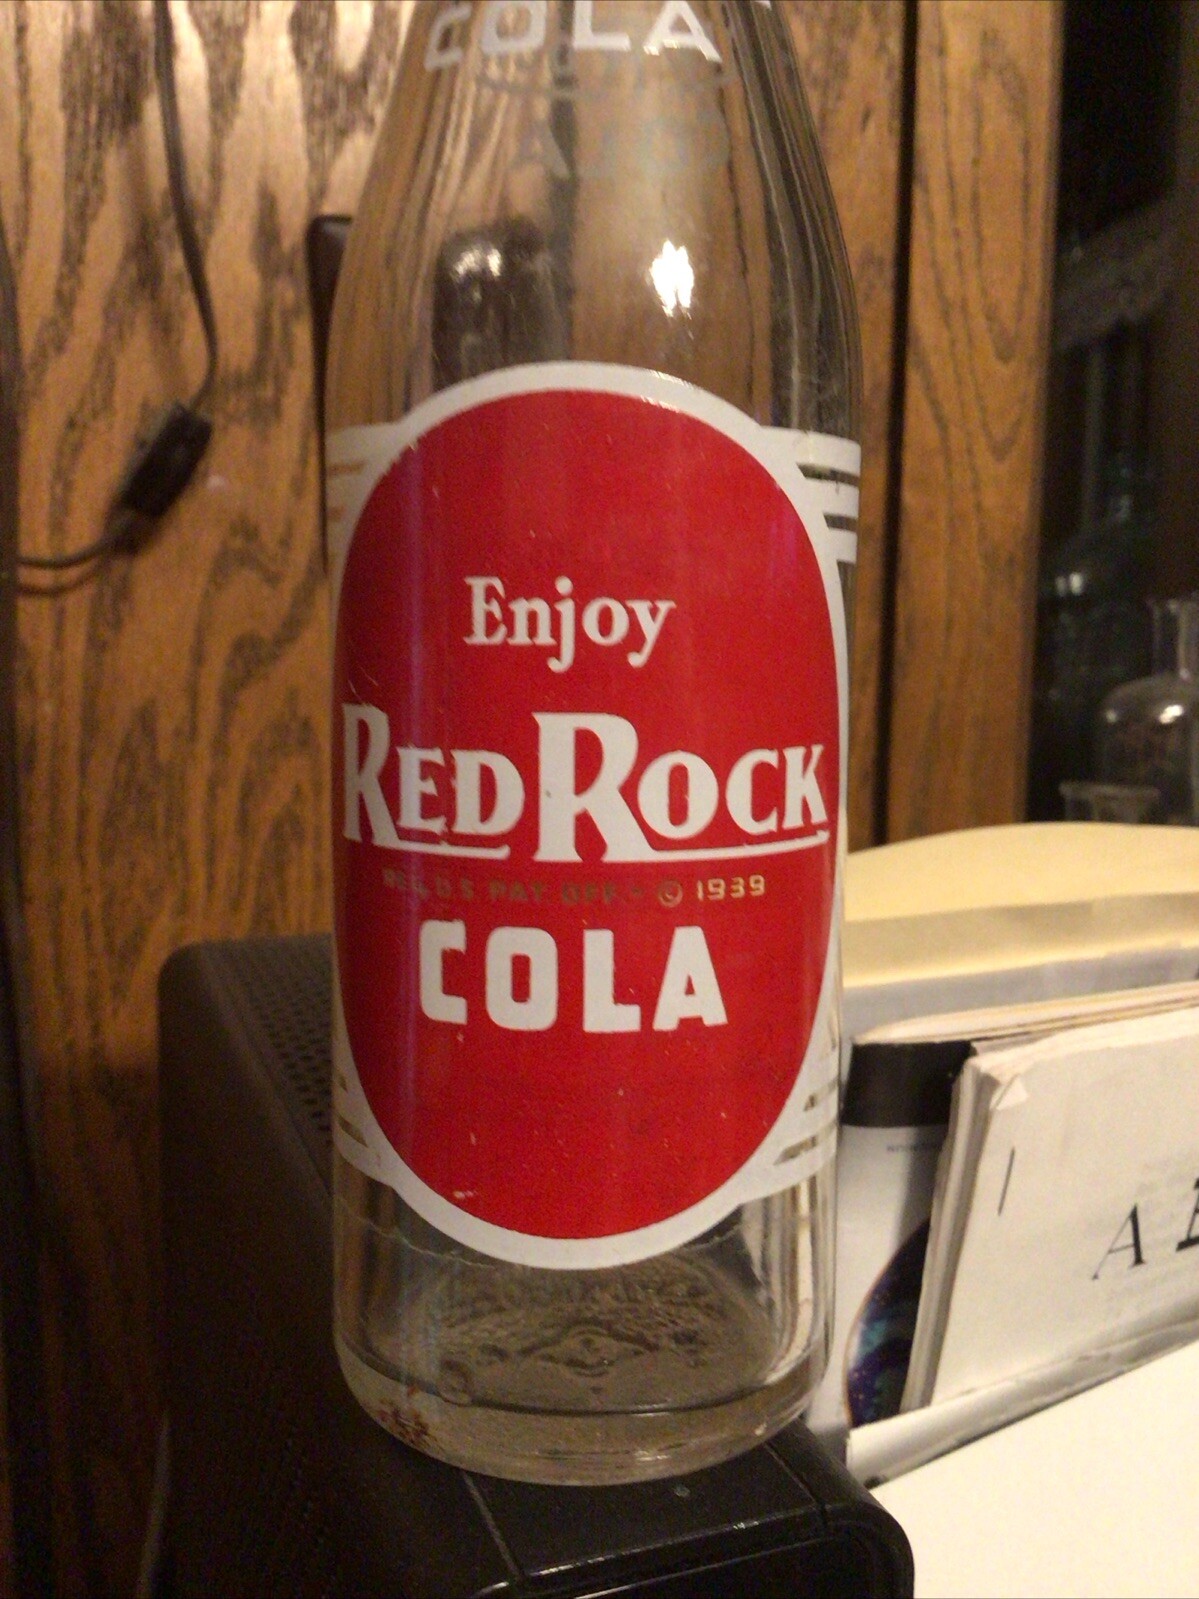 COLA
Enjoy
RED ROCK
REG. U.S. PAT. OFF. - © 1939
COLA
A